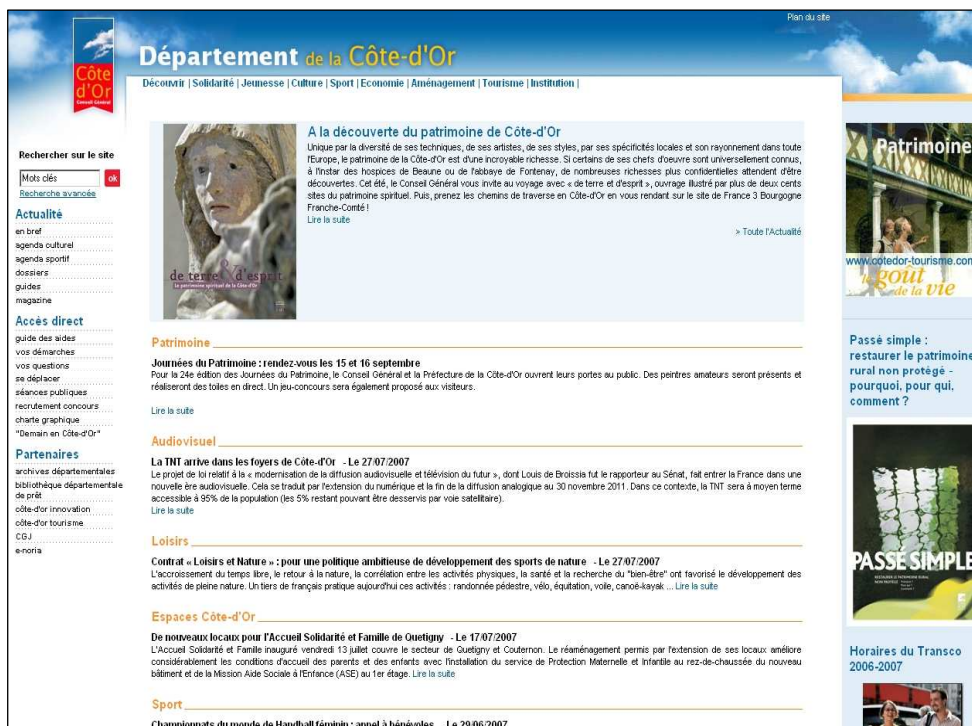 Plan du site
Côte
d'Or
Conseil Général
Département de la Côte-d'Or
Découvrir | Solidarité | Jeunesse | Culture | Sport | Economie | Aménagement | Tourisme | Institution |
Rechercher sur le site
Mots clés
ok
Recherche avancée
Actualité
en bref
agenda culturel
agenda sportif
dossiers
guides
magazine
Accès direct
guide des aides
vos démarches
vos questions
se déplacer
séances publiques
recrutement concours
charte graphique
"Demain en Côte-d'Or"
Partenaires
archives départementales
bibliothèque départementale
de prêt
côte-d'or innovation
côte-d'or tourisme
CGJ
e-noria
de terre & d'esprit
le patrimoine spirituel de la Côte-d'Or
A la découverte du patrimoine de Côte-d'Or
Unique par la diversité de ses techniques, de ses artistes, de ses styles, par ses spécificités locales et son rayonnement dans toute
l'Europe, le patrimoine de la Côte-d'Or est d'une incroyable richesse. Si certains de ses chefs d'oeuvre sont universellement connus,
à l'instar des hospices de Beaune ou de l'abbaye de Fontenay, de nombreuses richesses plus confidentielles attendent d'être
découvertes. Cet été, le Conseil Général vous invite au voyage avec « de terre et d'esprit », ouvrage illustré par plus de deux cents
sites du patrimoine spirituel. Puis, prenez les chemins de traverse en Côte-d'Or en vous rendant sur le site de France 3 Bourgogne
Franche-Comté !
Lire la suite
> Toute l'Actualité
Patrimoine
Journées du Patrimoine : rendez-vous les 15 et 16 septembre
Pour la 24e édition des Journées du Patrimoine, le Conseil Général et la Préfecture de la Côte-d'Or ouvrent leurs portes au public. Des peintres amateurs seront présents et
réaliseront des toiles en direct. Un jeu-concours sera également proposé aux visiteurs.
Lire la suite
Audiovisuel
La TNT arrive dans les foyers de Côte-d'Or - Le 27/07/2007
Le projet de loi relatif à la « modernisation de la diffusion audiovisuelle et télévision du futur », dont Louis de Broissia fut le rapporteur au Sénat, fait entrer la France dans une
nouvelle ère audiovisuelle. Cela se traduit par l'extension du numérique et la fin de la diffusion analogique au 30 novembre 2011. Dans ce contexte, la TNT sera à moyen terme
accessible à 95% de la population (les 5% restant pouvant être desservis par voie satellitaire).
Lire la suite
Loisirs
Contrat « Loisirs et Nature » : pour une politique ambitieuse de développement des sports de nature - Le 27/07/2007
L'accroissement du temps libre, le retour à la nature, la corrélation entre les activités physiques, la santé et la recherche du "bien-être" ont favorisé le développement des
activités de pleine nature. Un tiers de français pratique aujourd'hui ces activités : randonnée pédestre, vélo, équitation, voile, canoë-kayak ... Lire la suite
Espaces Côte-d'Or
De nouveaux locaux pour l'Accueil Solidarité et Famille de Quetigny - Le 17/07/2007
L'Accueil Solidarité et Famille inauguré vendredi 13 juillet couvre le secteur de Quetigny et Couternon. Le réaménagement permis par l'extension de ses locaux améliore
considérablement les conditions d'accueil des parents et des enfants avec l'installation du service de Protection Maternelle et Infantile au rez-de-chaussée du nouveau
bâtiment et de la Mission Aide Sociale à l'Enfance (ASE) au 1er étage. Lire la suite
Sport
Championnats du monde de Handball féminin : appel à bénévoles Le 29/06/2007
Patrimoine
www.cotedor-tourisme.com
le goût
de la vie
Passé simple :
restaurer le patrimoine
rural non protégé -
pourquoi, pour qui,
comment ?
PASSÉ SIMPLE
RESTAURER LE PATRIMOINE RURAL
NON PROTÉGÉ
Horaires du Transco
2006-2007